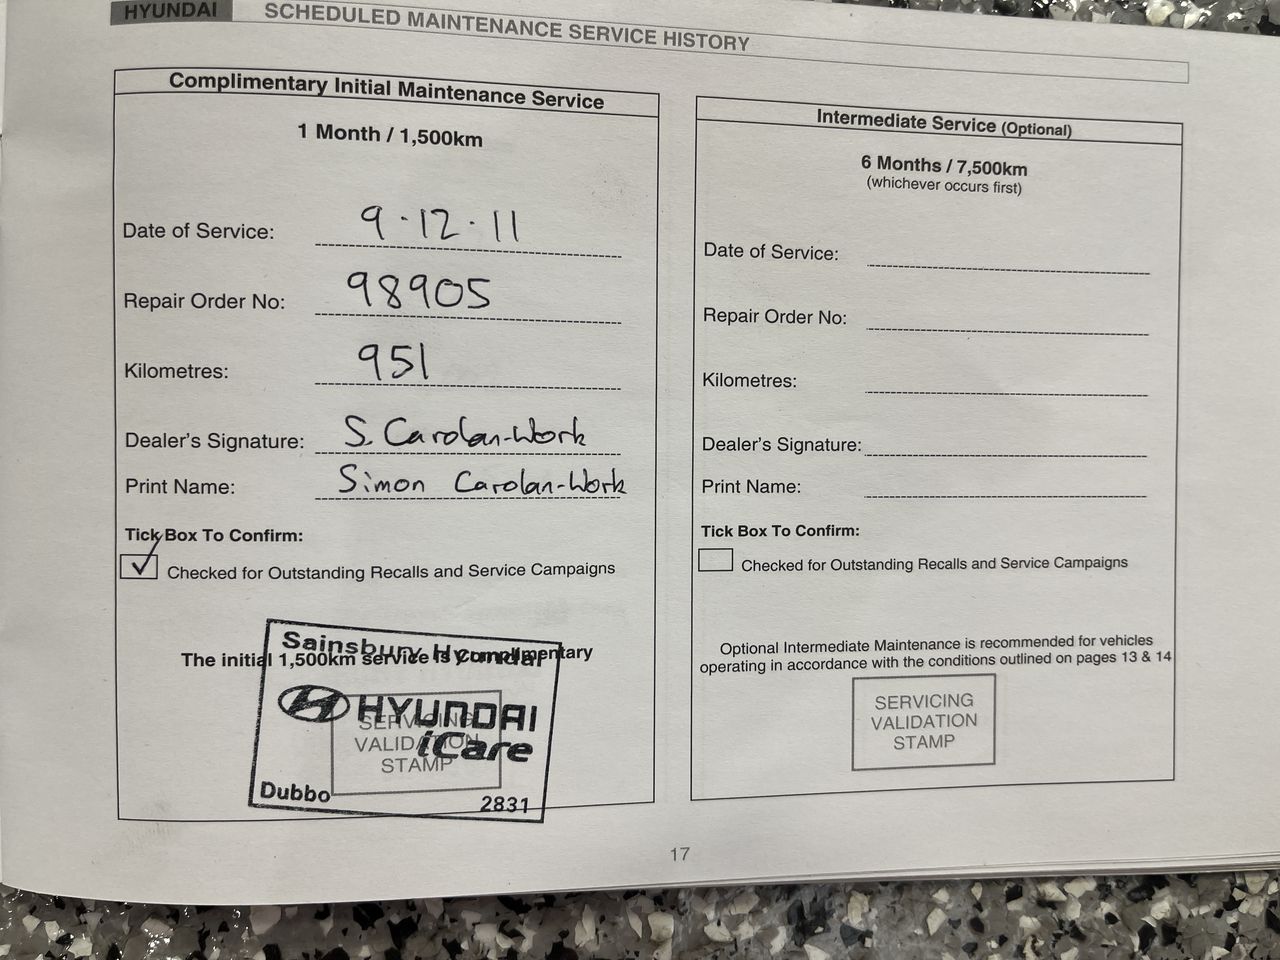 HYUNDAI SCHEDULED MAINTENANCE SERVICE HISTORY
Complimentary Initial Maintenance Service
1 Month / 1,500km
Date of Service: 9.12.11
Repair Order No: 98905
Kilometres: 951
Dealer's Signature: S. Carolan-Work
Print Name: Simon Carolan-Work
Tick Box To Confirm:
Checked for Outstanding Recalls and Service Campaigns
The initial 1,500km service is complimentary
Sainsbury Hyundai
HYUNDAI
iCare
Dubbo 2831
SERVICING
VALIDATION
STAMP
Intermediate Service (Optional)
6 Months / 7,500km
(whichever occurs first)
Date of Service:
Repair Order No:
Kilometres:
Dealer's Signature:
Print Name:
Tick Box To Confirm:
Checked for Outstanding Recalls and Service Campaigns
Optional Intermediate Maintenance is recommended for vehicles
operating in accordance with the conditions outlined on pages 13 & 14
SERVICING
VALIDATION
STAMP
17